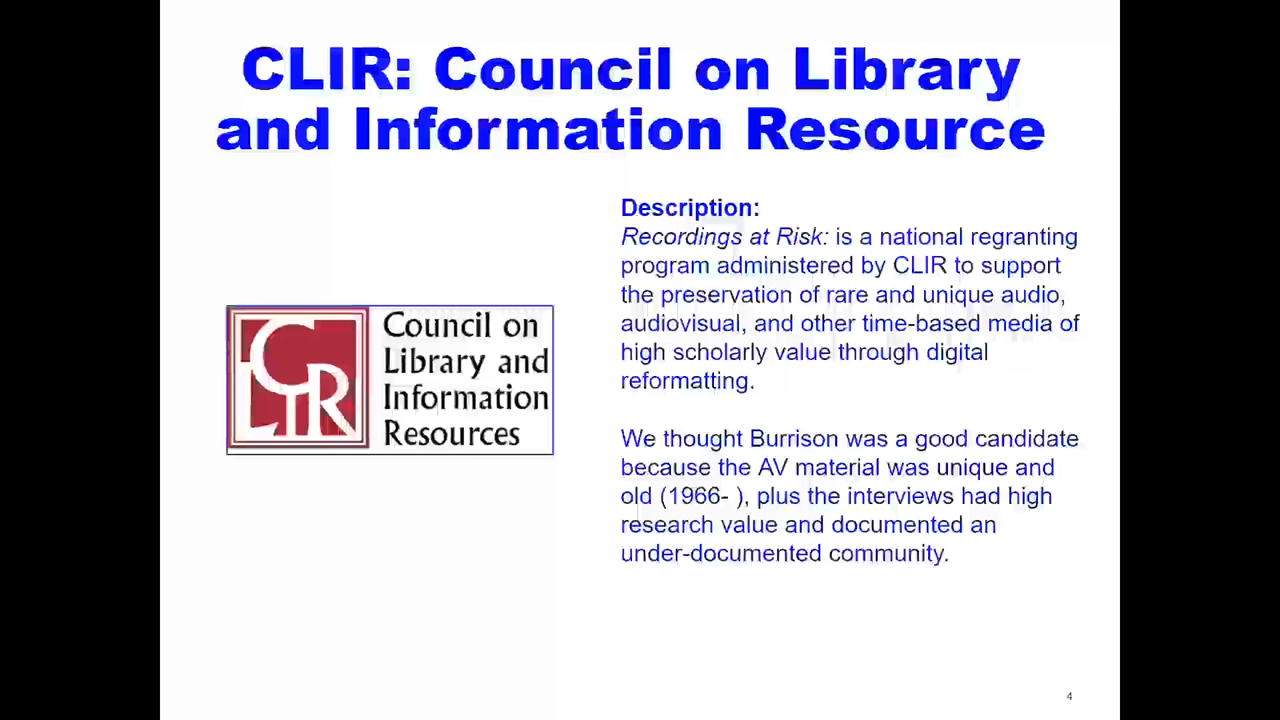 CLIR: Council on Library
and Information Resource
Description:
Recordings at Risk: is a national regranting
program administered by CLIR to support
the preservation of rare and unique audio,
audiovisual, and other time-based media of
high scholarly value through digital
reformatting.
We thought Burrison was a good candidate
because the AV material was unique and
old (1966- ), plus the interviews had high
research value and documented an
under-documented community.
CLIR
Council on
Library and
Information
Resources
4